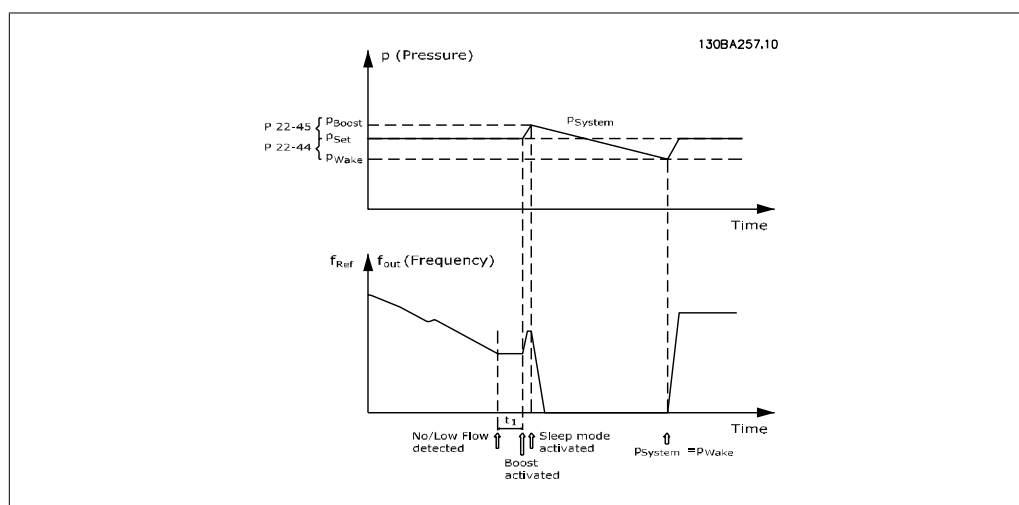 130BA257.10
p (Pressure)
P 22-45 { pBoost
pSet
P 22-44 { pWake
pSystem
Time
fRef fout (Frequency)
t1
Time
No/Low Flow
detected
Boost
activated
Sleep mode
activated
pSystem =pWake